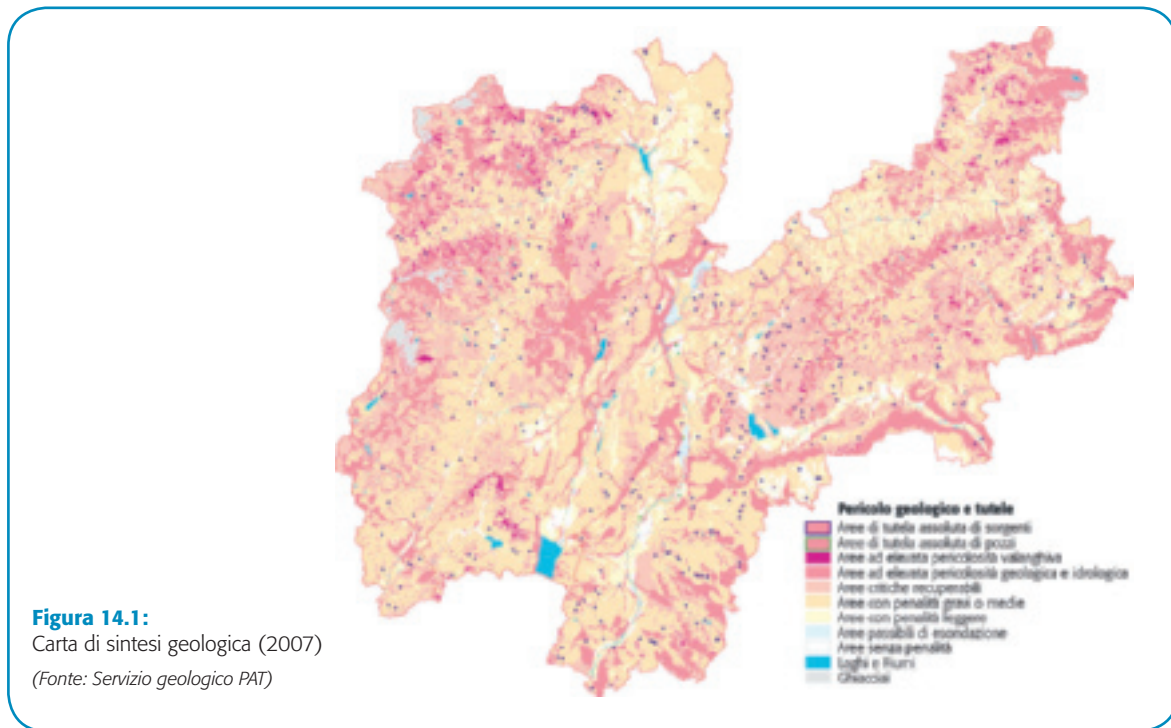 Pericolo geologico e tutele
Aree di tutela assoluta di sorgenti
Aree di tutela assoluta di pozzi
Aree ad elevata pericolosità valanghiva
Aree ad elevata pericolosità geologica e idrologica
Aree critiche recuperabili
Aree con penalità gravi o medie
Aree con penalità leggere
Aree passibili di esondazione
Aree senza penalità
Laghi e Fiumi
Ghiacciai
Figura 14.1:
Carta di sintesi geologica (2007)
(Fonte: Servizio geologico PAT)